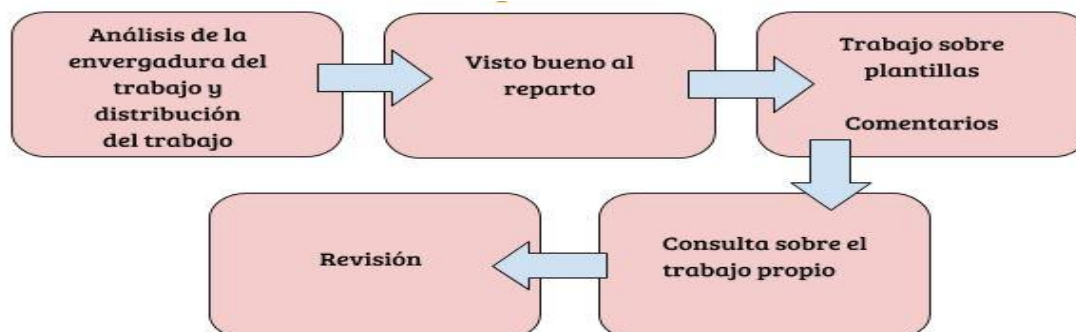 Análisis de la
envergadura del
trabajo y
distribución
del trabajo
Visto bueno al
reparto
Trabajo sobre
plantillas
Comentarios
Consulta sobre el
trabajo propio
Revisión